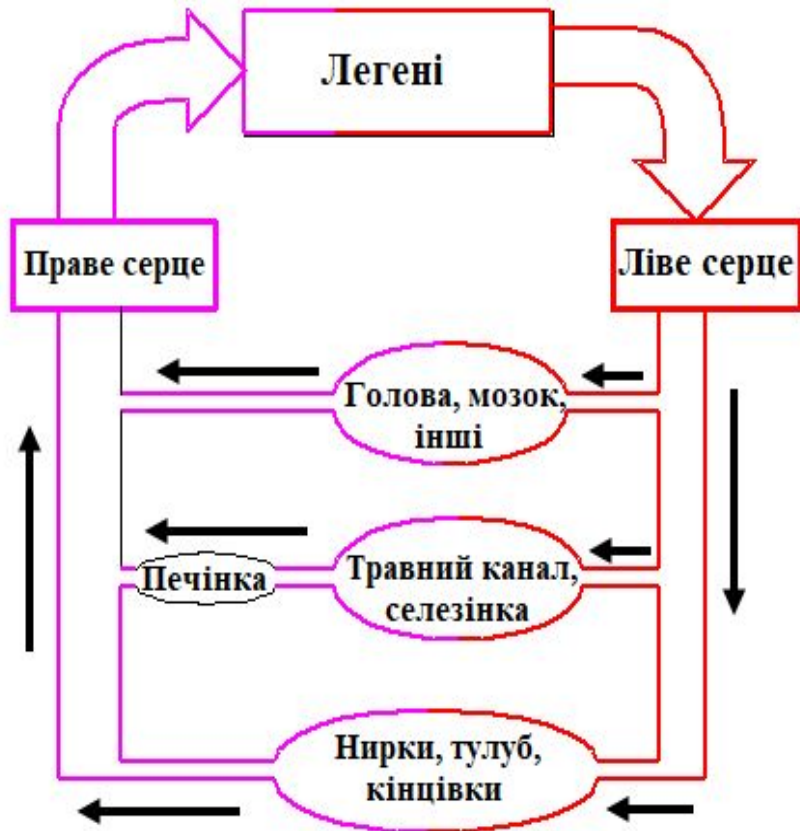 Легені
Праве серце
Ліве серце
Голова, мозок,
інші
Печінка
Травний канал,
селезінка
Нирки, тулуб,
кінцівки